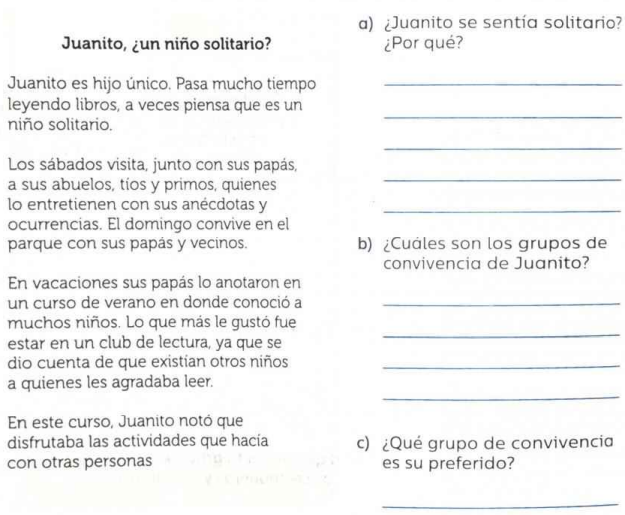 Juanito, ¿un niño solitario?
Juanito es hijo único. Pasa mucho tiempo
leyendo libros, a veces piensa que es un
niño solitario.
Los sábados visita, junto con sus papás,
a sus abuelos, tíos y primos, quienes
lo entretienen con sus anécdotas y
ocurrencias. El domingo convive en el
parque con sus papás y vecinos.
En vacaciones sus papás lo anotaron en
un curso de verano en donde conoció a
muchos niños. Lo que más le gustó fue
estar en un club de lectura, ya que se
dio cuenta de que existían otros niños
a quienes les agradaba leer.
En este curso, Juanito notó que
disfrutaba las actividades que hacía
con otras personas
a) ¿Juanito se sentía solitario?
¿Por qué?
b) ¿Cuáles son los grupos de
convivencia de Juanito?
c) ¿Qué grupo de convivencia
es su preferido?